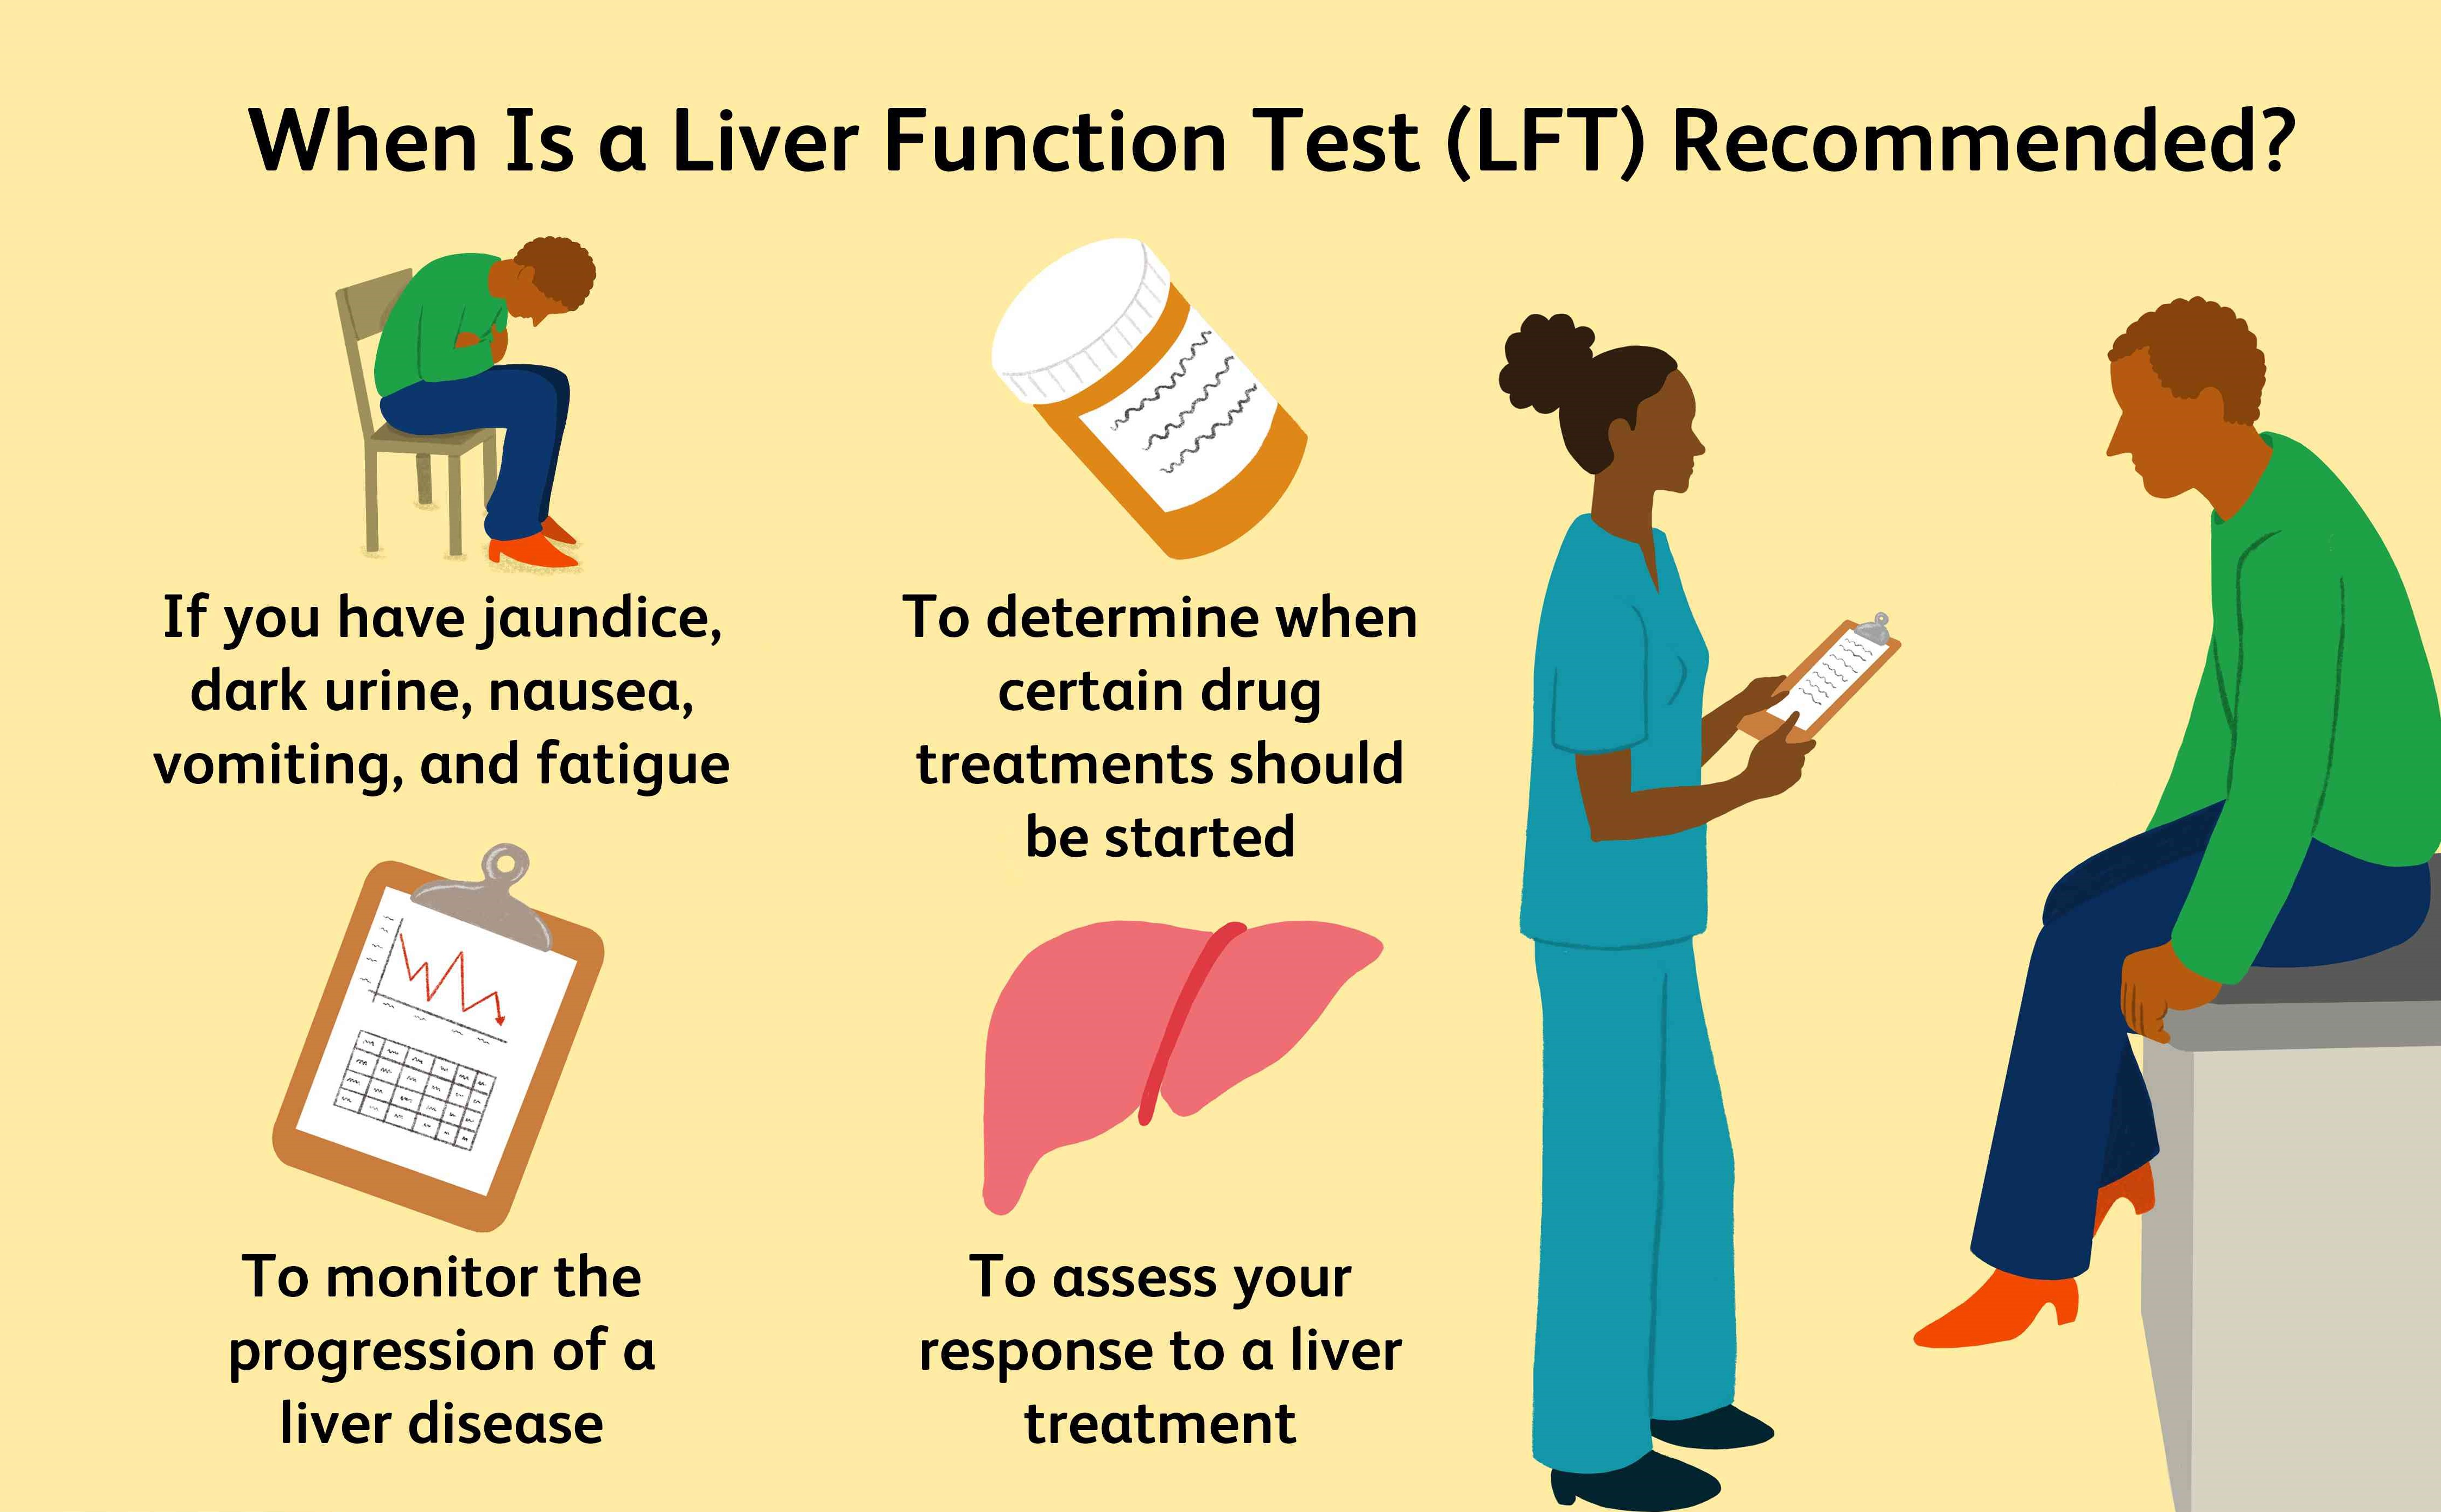 When Is a Liver Function Test (LFT) Recommended?
If you have jaundice,
dark urine, nausea,
vomiting, and fatigue
To determine when
certain drug
treatments should
be started
To monitor the
progression of a
liver disease
To assess your
response to a liver
treatment